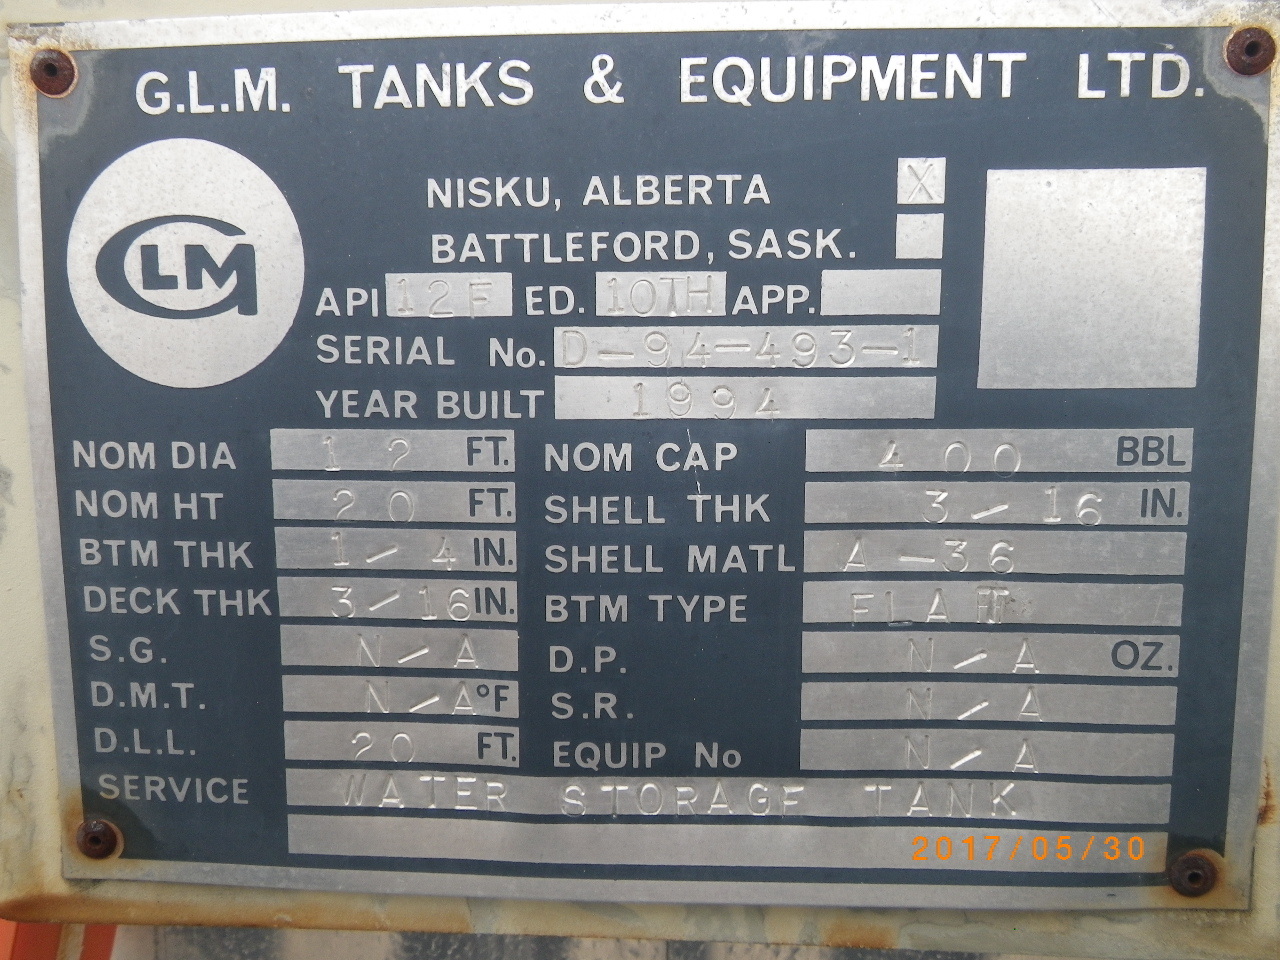 G.L.M. TANKS & EQUIPMENT LTD.
GLM
NISKU, ALBERTA X
BATTLEFORD, SASK.
API 12F ED. 10TH APP.
SERIAL No. D-94-493-1
YEAR BUILT 1994
NOM DIA 12 FT. NOM CAP 400 BBL
NOM HT 20 FT. SHELL THK 3/16 IN.
BTM THK 1/4 IN. SHELL MATL A-36
DECK THK 3/16 IN. BTM TYPE FLAT
S.G. N/A D.P. N/A OZ.
D.M.T. N/A °F S.R. N/A
D.L.L. 20 FT. EQUIP No N/A
SERVICE WATER STORAGE TANK
2017/05/30